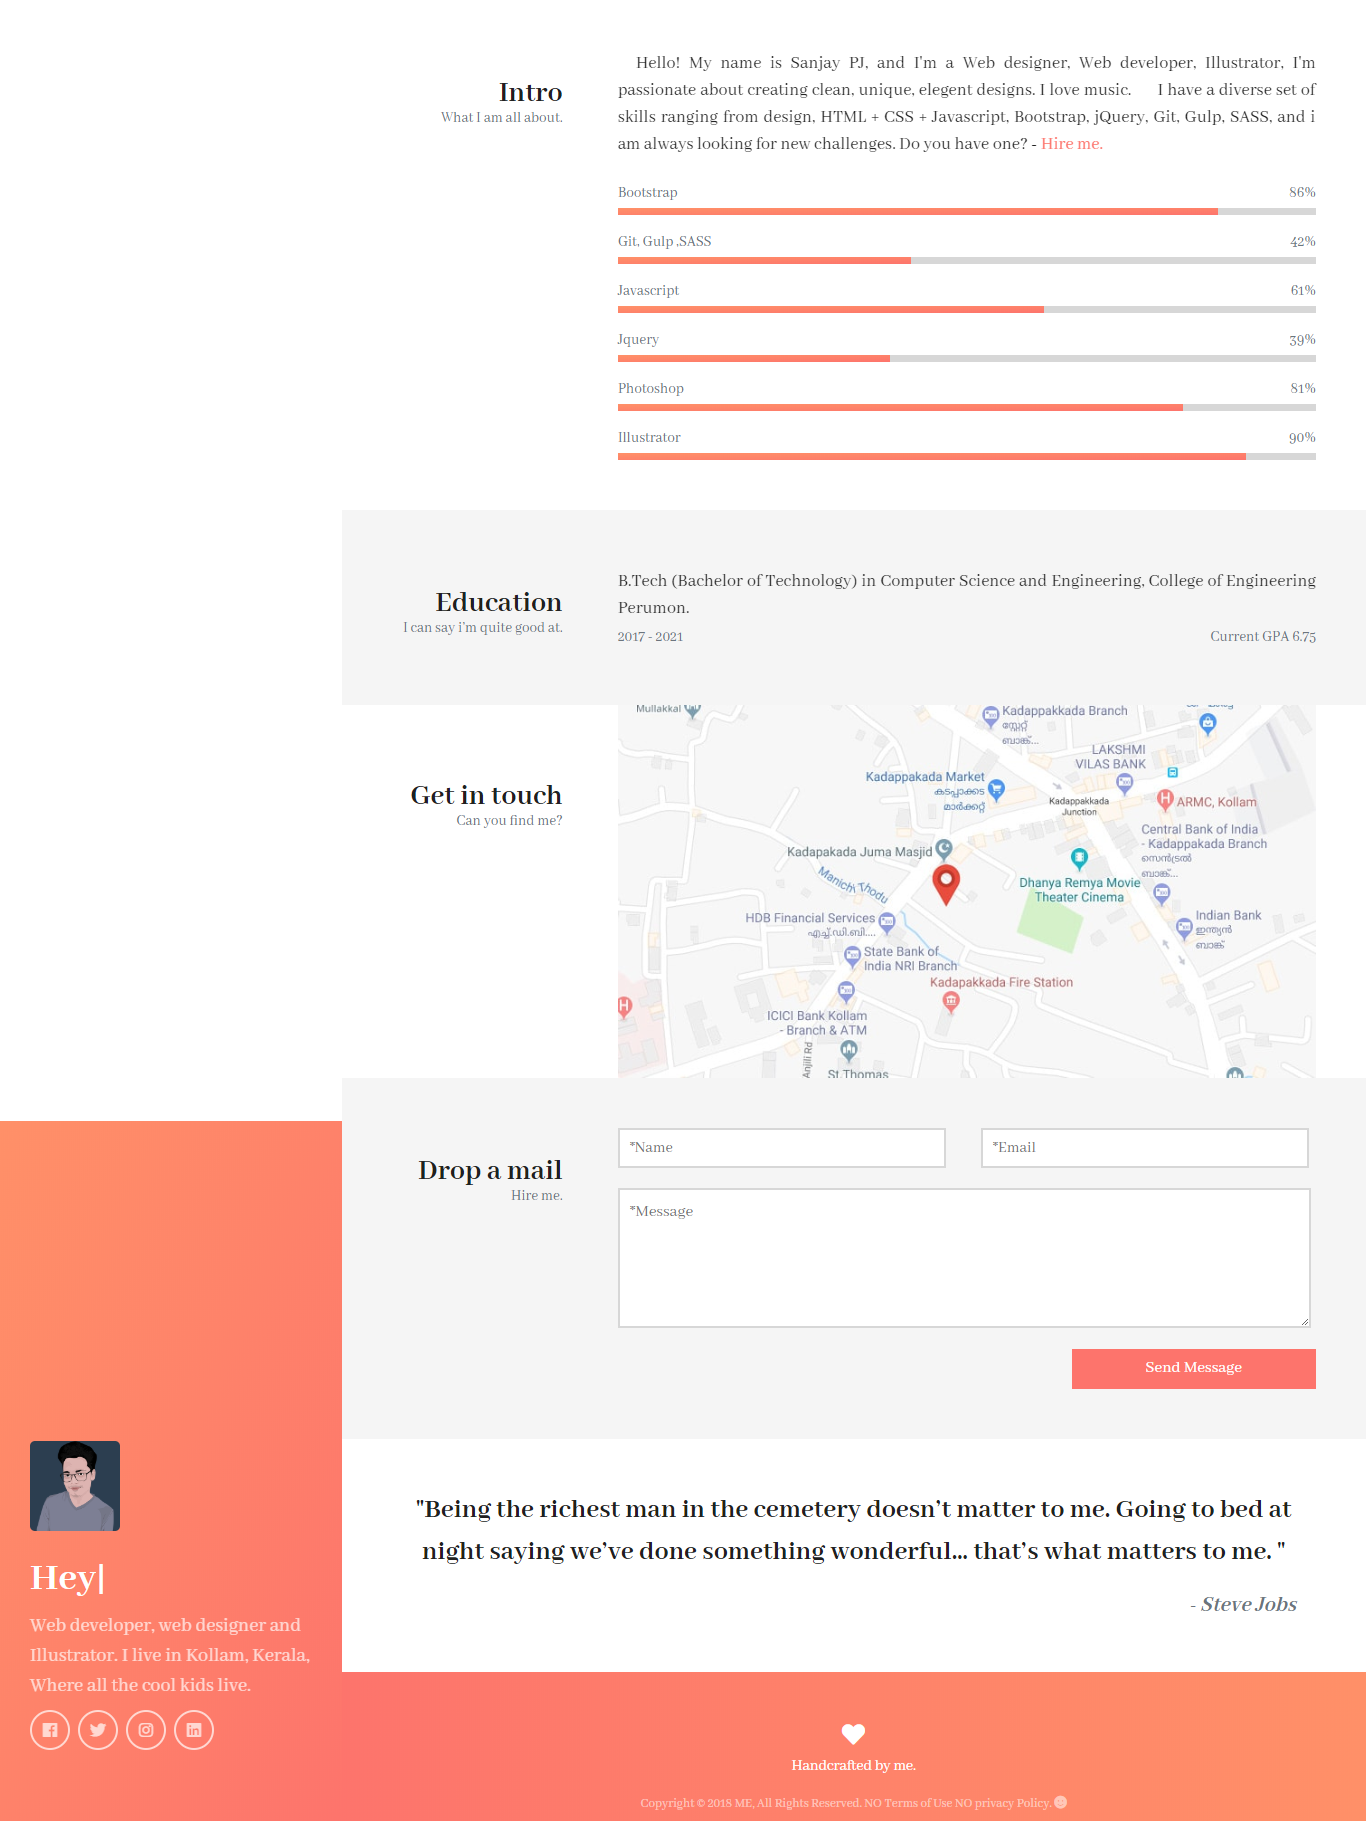 Intro
What I am all about.
Hello! My name is Sanjay PJ, and I'm a Web designer, Web developer, Illustrator, I'm
passionate about creating clean, unique, elegent designs. I love music. I have a diverse set of
skills ranging from design, HTML + CSS + Javascript, Bootstrap, jQuery, Git, Gulp, SASS, and i
am always looking for new challenges. Do you have one? - Hire me.
Bootstrap 86%
Git, Gulp ,SASS 42%
Javascript 61%
Jquery 39%
Photoshop 81%
Illustrator 90%
Education
I can say i'm quite good at.
B.Tech (Bachelor of Technology) in Computer Science and Engineering, College of Engineering
Perumon.
2017 - 2021 Current GPA 6.75
Get in touch
Can you find me?
Mullakkal
Kadappakada Branch
സ്റ്റേറ്റ്
ബാങ്ക്...
LAKSHMI
VILAS BANK
Kadappakada Market
കടപ്പാക്കട
മാർക്കറ്റ്
Kadappakkada
Junction
ARMC, Kollam
Central Bank of India
- Kadappakada Branch
സെൻട്രൽ
ബാങ്ക്...
Kadapakada Juma Masjid
Manichi Thodu
Dhanya Remya Movie
Theater Cinema
HDB Financial Services
എച്ച്.ഡി.ബി....
Indian Bank
ഇന്ത്യൻ
ബാങ്ക്
State Bank of
India NRI Branch
Kadapakkada Fire Station
ICICI Bank Kollam
- Branch & ATM
Anjili Rd
St.Thomas
Drop a mail
Hire me.
*Name
*Email
*Message
Send Message
Hey|
Web developer, web designer and
Illustrator. I live in Kollam, Kerala,
Where all the cool kids live.
"Being the richest man in the cemetery doesn't matter to me. Going to bed at
night saying we've done something wonderful... that's what matters to me. "
- Steve Jobs
Handcrafted by me.
Copyright © 2018 ME, All Rights Reserved. NO Terms of Use NO privacy Policy.